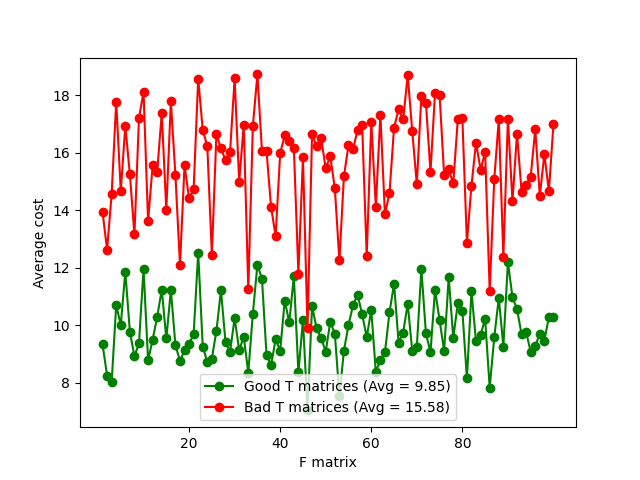 18
16
14
12
10
8
Average cost
Good T matrices (Avg = 9.85)
Bad T matrices (Avg = 15.58)
20
40
60
80
F matrix